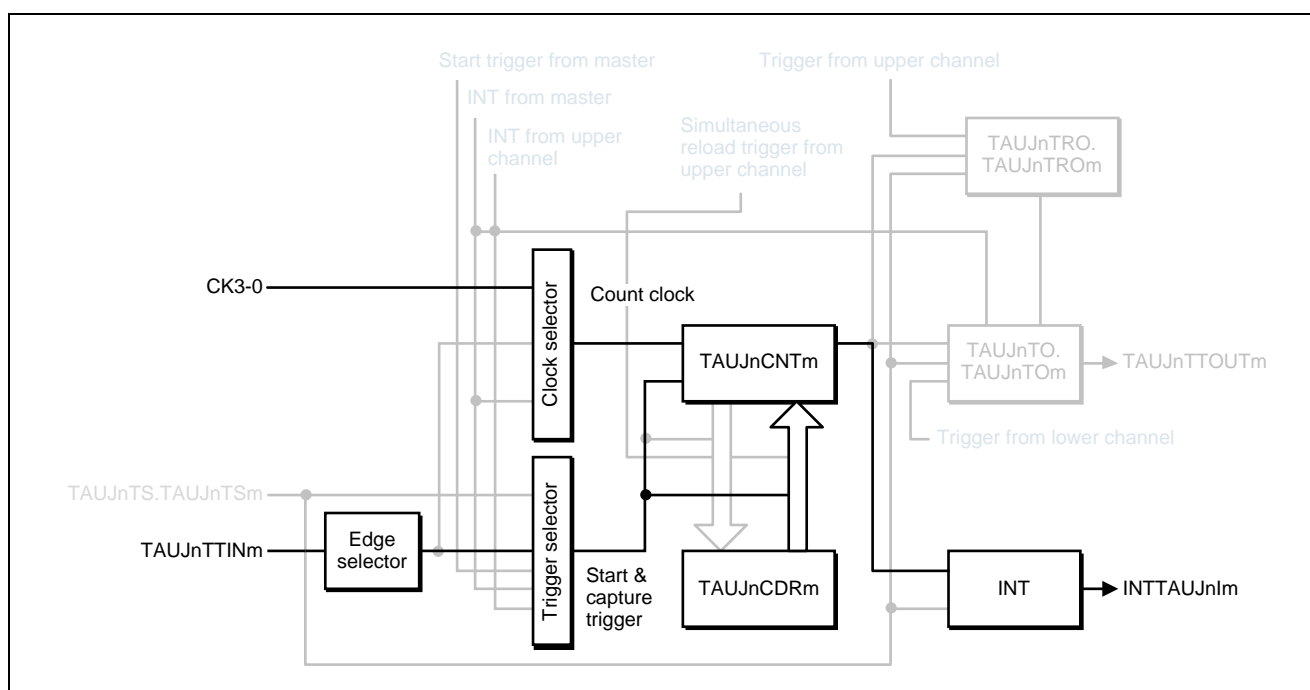 Start trigger from master
Trigger from upper channel
INT from master
INT from upper
channel
Simultaneous
reload trigger from
upper channel
TAUJnTRO.
TAUJnTROm
CK3-0
Clock selector
Count clock
TAUJnCNTm
TAUJnTO.
TAUJnTOm
TAUJnTTOUTm
Trigger from lower channel
TAUJnTS.TAUJnTSm
TAUJnTTINm
Edge
selector
Trigger selector
Start &
capture
trigger
TAUJnCDRm
INT
INTTAUJnIm